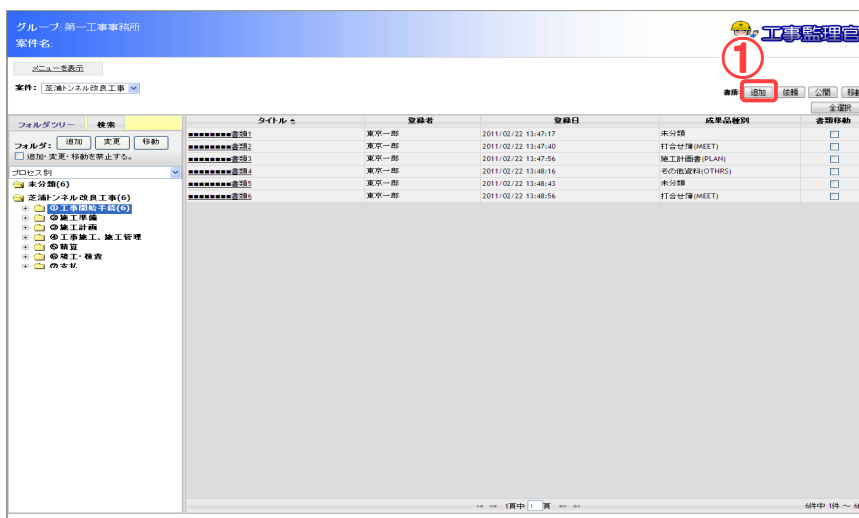 グループ: 第一工事事務所
案件名:
工事監理官
①
メニューを表示
案件: 芝浦トンネル改良工事
書類: 追加 依頼 公開 移動
全選択
フォルダツリー 検索
フォルダ: 追加 変更 移動
追加・変更・移動を禁止する。
プロセス別
未分類(6)
芝浦トンネル改良工事(6)
①工事開始手続(6)
②施工準備
③施工計画
④工事施工、施工管理
⑤精算
⑥竣工・検査
⑦支払
タイトル 登録者 登録日 成果品種別 書類移動
■■■■■■■■書類1 東京一郎 2011/02/22 13:47:17 未分類
■■■■■■■■書類2 東京一郎 2011/02/22 13:47:40 打合せ簿(MEET)
■■■■■■■■書類3 東京一郎 2011/02/22 13:47:56 施工計画書(PLAN)
■■■■■■■■書類4 東京一郎 2011/02/22 13:48:16 その他資料(OTHRS)
■■■■■■■■書類5 東京一郎 2011/02/22 13:48:43 未分類
■■■■■■■■書類6 東京一郎 2011/02/22 13:48:56 打合せ簿(MEET)
1頁中 1 頁
6件中 1件 ～ 6